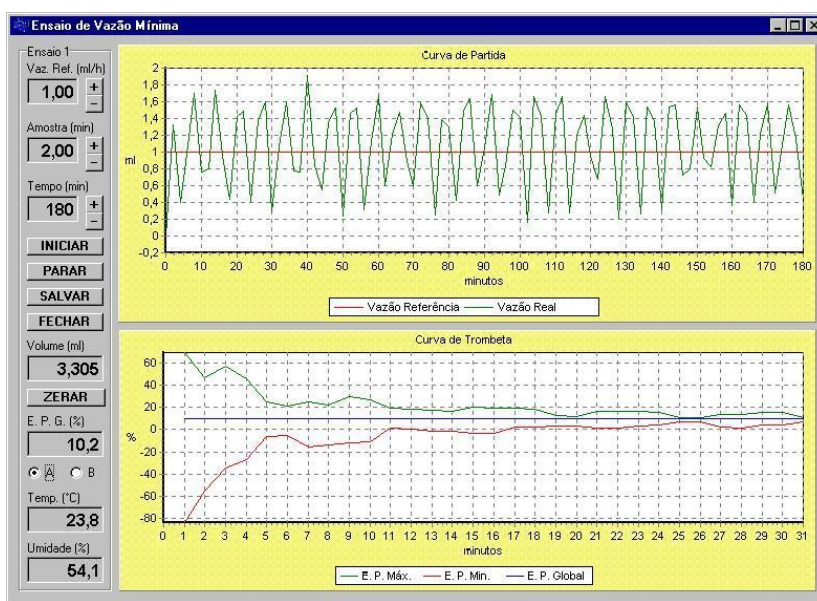 Ensaio de Vazão Mínima
Ensaio 1
Vaz. Ref. (ml/h)
1,00
+
−
Amostra (min)
2,00
+
−
Tempo (min)
180
+
−
INICIAR
PARAR
SALVAR
FECHAR
Volume (ml)
3,305
ZERAR
E. P. G. (%)
10,2
A B
Temp. (°C)
23,8
Umidade (%)
54,1
Curva de Partida
2
1,8
1,6
1,4
1,2
1
0,8
0,6
0,4
0,2
0
-0,2
ml
0 10 20 30 40 50 60 70 80 90 100 110 120 130 140 150 160 170 180
minutos
Vazão Referência Vazão Real
Curva de Trombeta
60
40
20
0
-20
-40
-60
-80
%
0 1 2 3 4 5 6 7 8 9 10 11 12 13 14 15 16 17 18 19 20 21 22 23 24 25 26 27 28 29 30 31
minutos
E. P. Máx. E. P. Min. E. P. Global